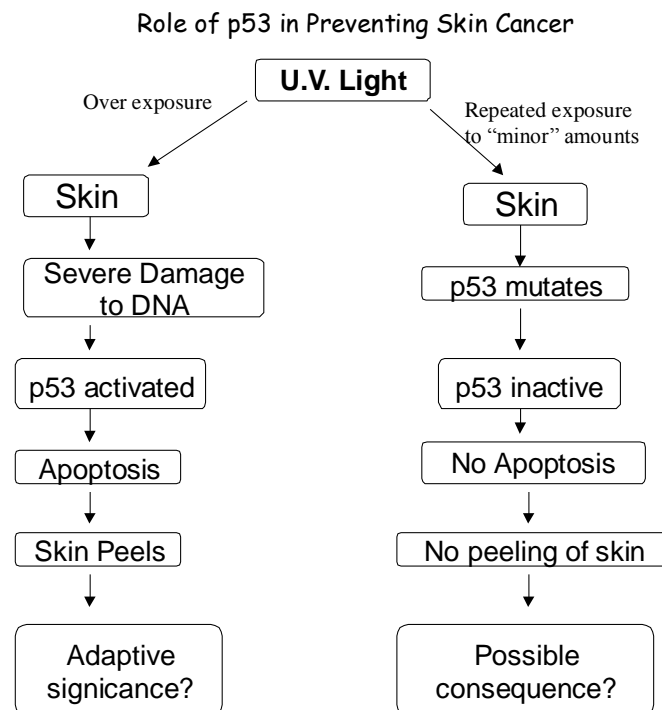 Role of p53 in Preventing Skin Cancer
U.V. Light
Over exposure
Repeated exposure
to “minor” amounts
Skin
Severe Damage
to DNA
p53 activated
Apoptosis
Skin Peels
Adaptive
signicance?
Skin
p53 mutates
p53 inactive
No Apoptosis
No peeling of skin
Possible
consequence?